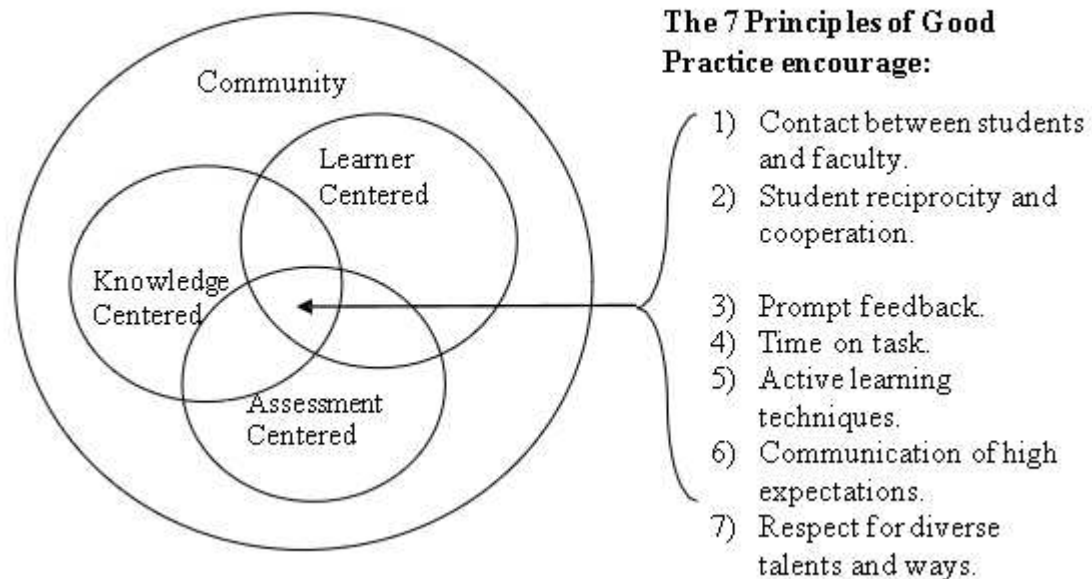 Community
Learner
Centered
Knowledge
Centered
Assessment
Centered
The 7 Principles of Good
Practice encourage:
1) Contact between students
and faculty.
2) Student reciprocity and
cooperation.
3) Prompt feedback.
4) Time on task.
5) Active learning
techniques.
6) Communication of high
expectations.
7) Respect for diverse
talents and ways.